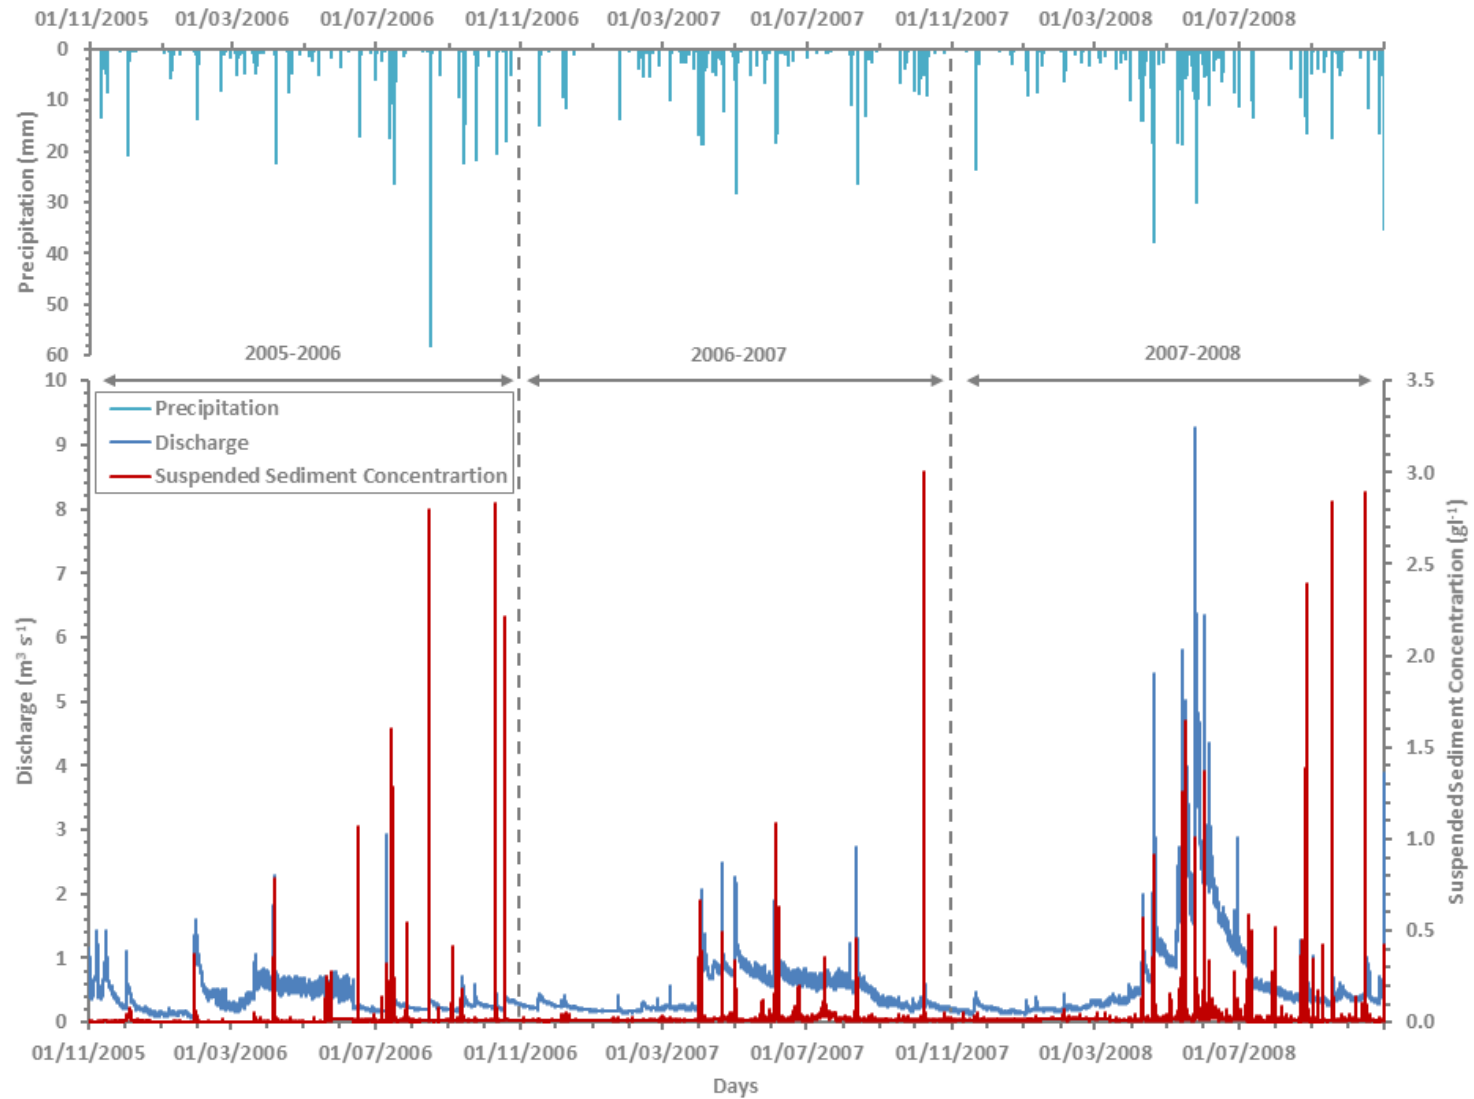 01/11/2005 01/03/2006 01/07/2006 01/11/2006 01/03/2007 01/07/2007 01/11/2007 01/03/2008 01/07/2008
0
10
20
30
40
50
60
Precipitation (mm)
2005-2006 2006-2007 2007-2008
10
9
8
7
6
5
4
3
2
1
0
Discharge (m³ s⁻¹)
Precipitation
Discharge
Suspended Sediment Concentrartion
3.5
3.0
2.5
2.0
1.5
1.0
0.5
0.0
Suspended Sediment Concentrartion (gl⁻¹)
01/11/2005 01/03/2006 01/07/2006 01/11/2006 01/03/2007 01/07/2007 01/11/2007 01/03/2008 01/07/2008
Days